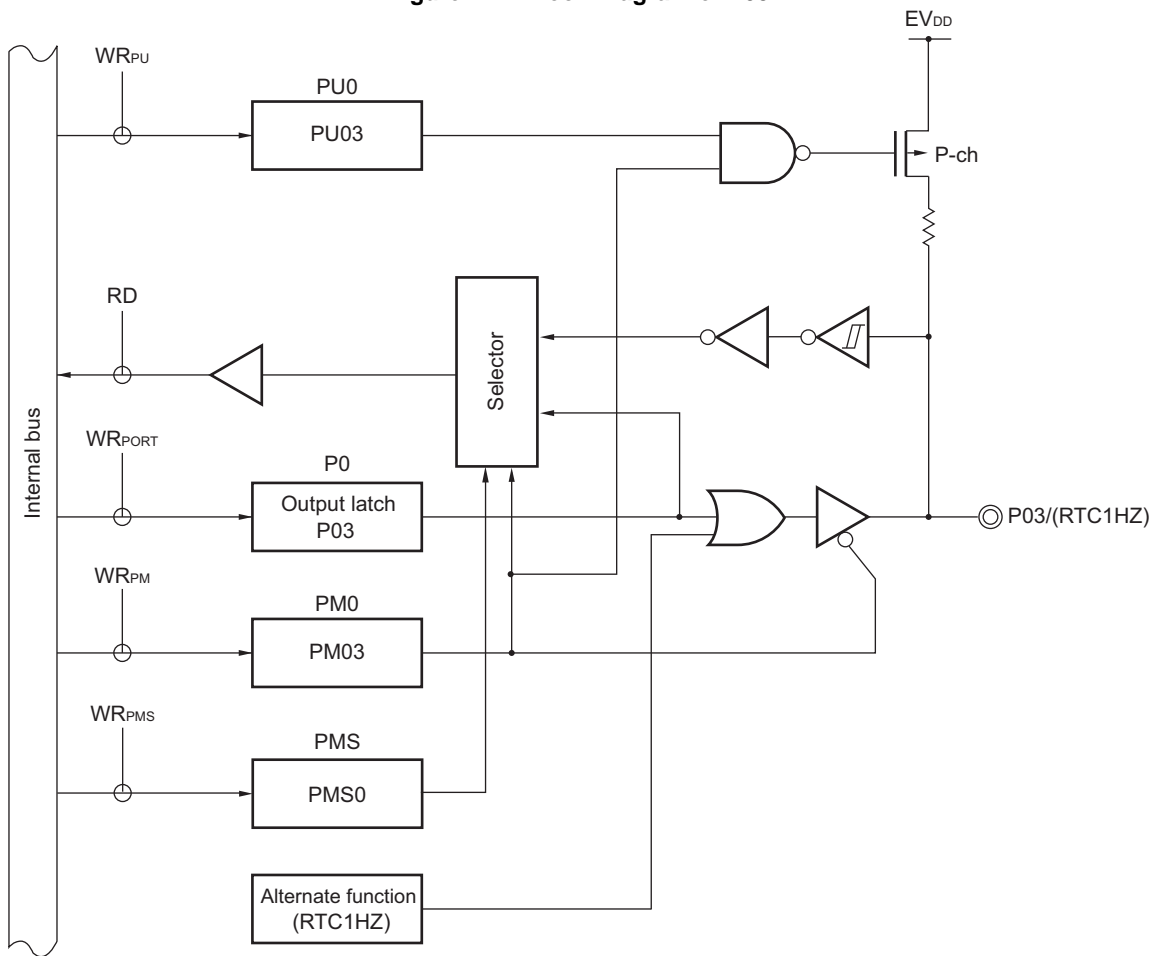 EVDD
WRPU
PU0
PU03
P-ch
RD
Selector
Internal bus
WRPORT
P0
Output latch
P03
P03/(RTC1HZ)
WRPM
PM0
PM03
WRPMS
PMS
PMS0
Alternate function
(RTC1HZ)